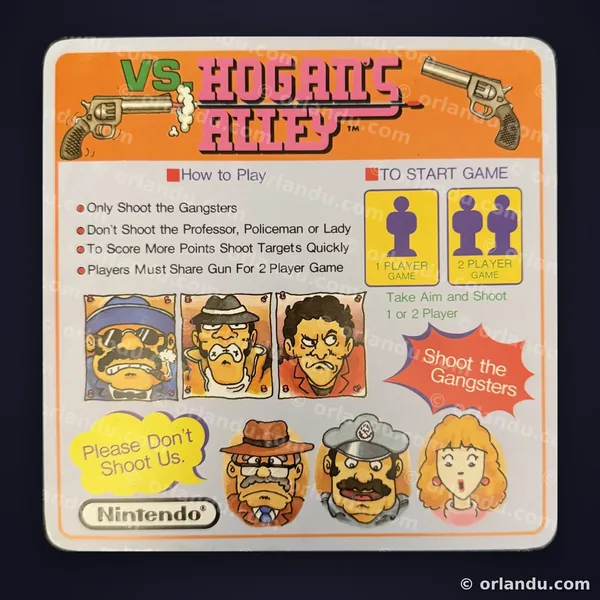 VS. HOGAN'S
ALLEY™
How to Play
Only Shoot the Gangsters
Don't Shoot the Professor, Policeman or Lady
To Score More Points Shoot Targets Quickly
Players Must Share Gun For 2 Player Game
TO START GAME
1 PLAYER
GAME
2 PLAYER
GAME
Take Aim and Shoot
1 or 2 Player
Shoot the
Gangsters
Please Don't
Shoot Us.
Nintendo®
© orlandu.com